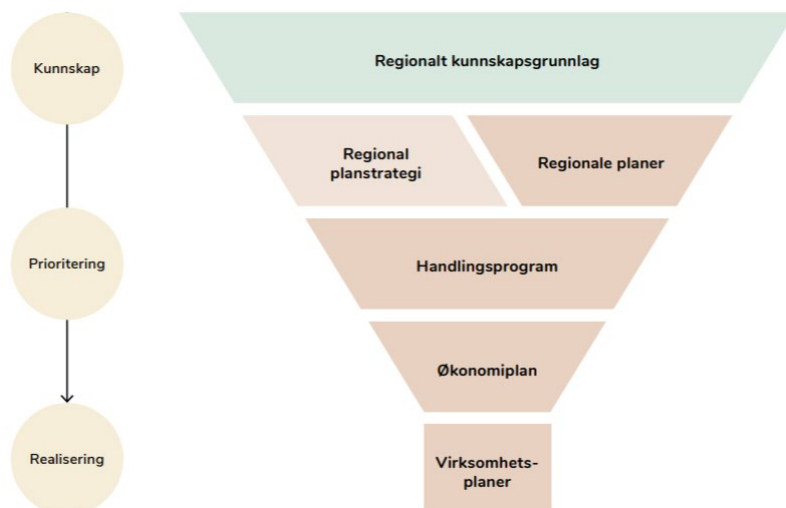 Kunnskap
Regionalt kunnskapsgrunnlag
Regional
planstrategi
Regionale planer
Prioritering
Handlingsprogram
Økonomiplan
Realisering
Virksomhets-
planer